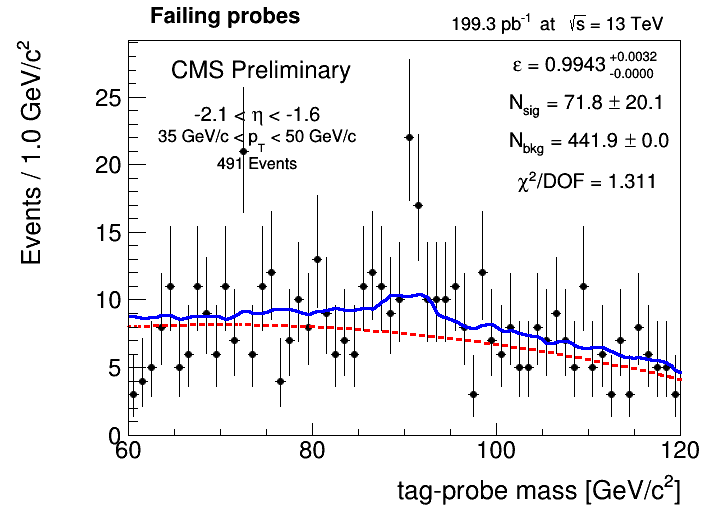 Failing probes
199.3 pb⁻¹ at √s = 13 TeV
CMS Preliminary
-2.1 < η < -1.6
35 GeV/c < p_T < 50 GeV/c
491 Events
ε = 0.9943 +0.0032 -0.0000
N_sig = 71.8 ± 20.1
N_bkg = 441.9 ± 0.0
χ²/DOF = 1.311
Events / 1.0 GeV/c²
25
20
15
10
5
0
60 80 100 120
tag-probe mass [GeV/c²]